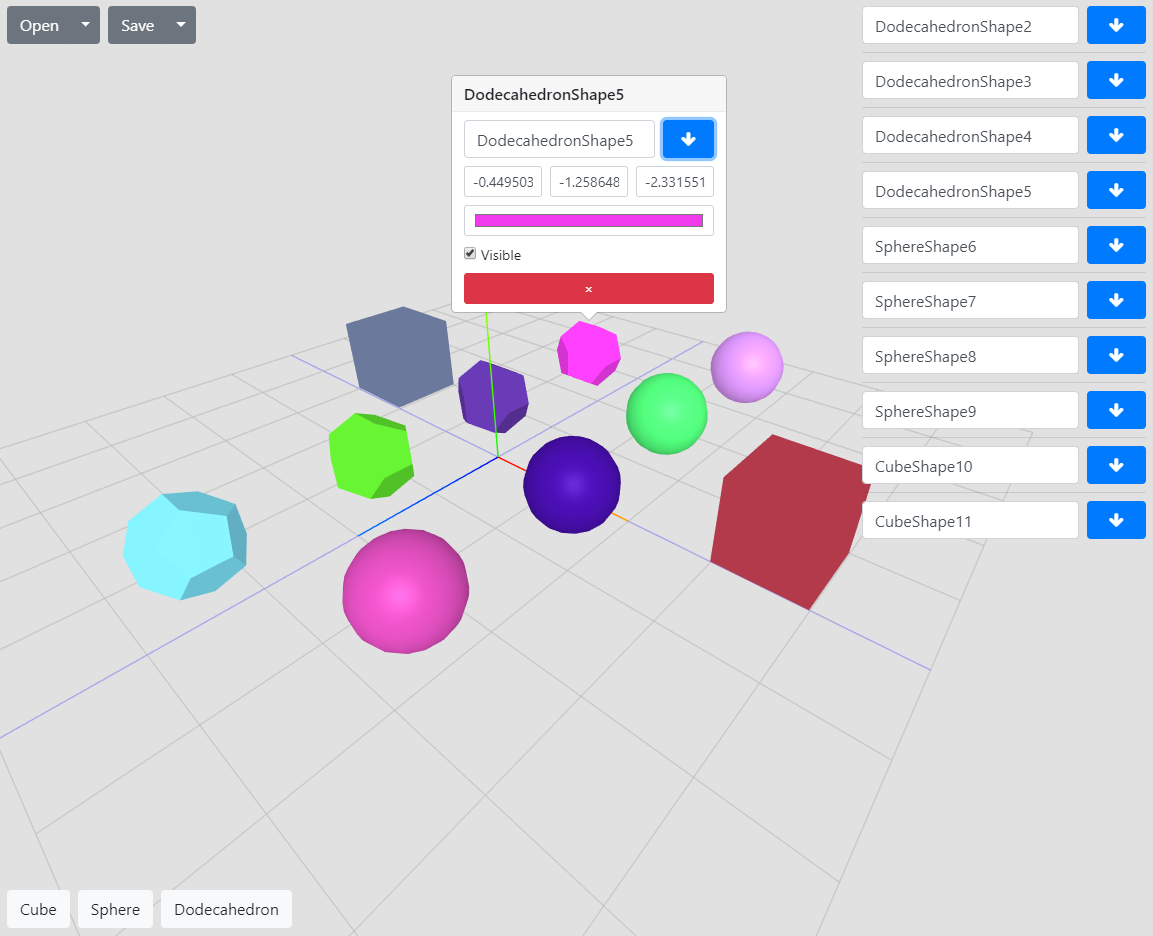 Open
Save
DodecahedronShape5
DodecahedronShape5
-0.449503 -1.258648 -2.331551
Visible
×
DodecahedronShape2
DodecahedronShape3
DodecahedronShape4
DodecahedronShape5
SphereShape6
SphereShape7
SphereShape8
SphereShape9
CubeShape10
CubeShape11
Cube
Sphere
Dodecahedron